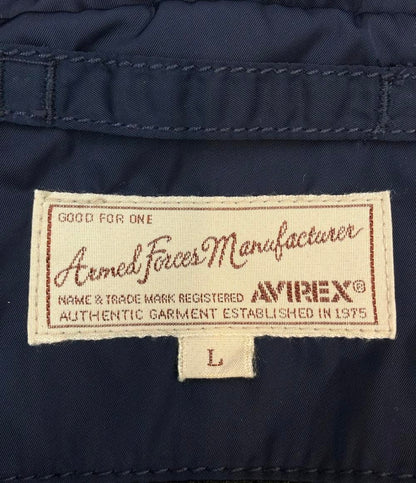 GOOD FOR ONE
Armed Forces Manufacturer
NAME & TRADE MARK REGISTERED AVIREX®
AUTHENTIC GARMENT ESTABLISHED IN 1975
L